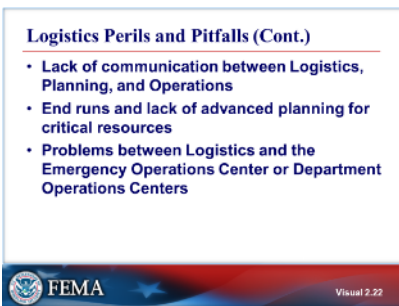 Logistics Perils and Pitfalls (Cont.)
• Lack of communication between Logistics,
Planning, and Operations
• End runs and lack of advanced planning for
critical resources
• Problems between Logistics and the
Emergency Operations Center or Department
Operations Centers
FEMA
Visual 2.22